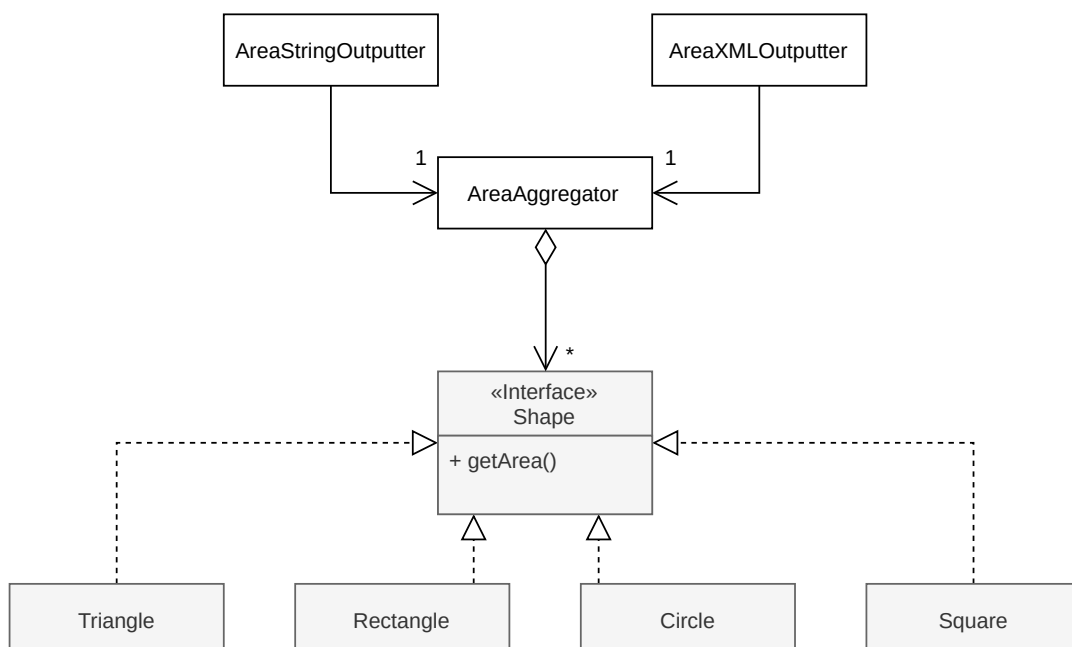 AreaStringOutputter
AreaXMLOutputter
1
1
AreaAggregator
*
«Interface»
Shape
+ getArea()
Triangle
Rectangle
Circle
Square